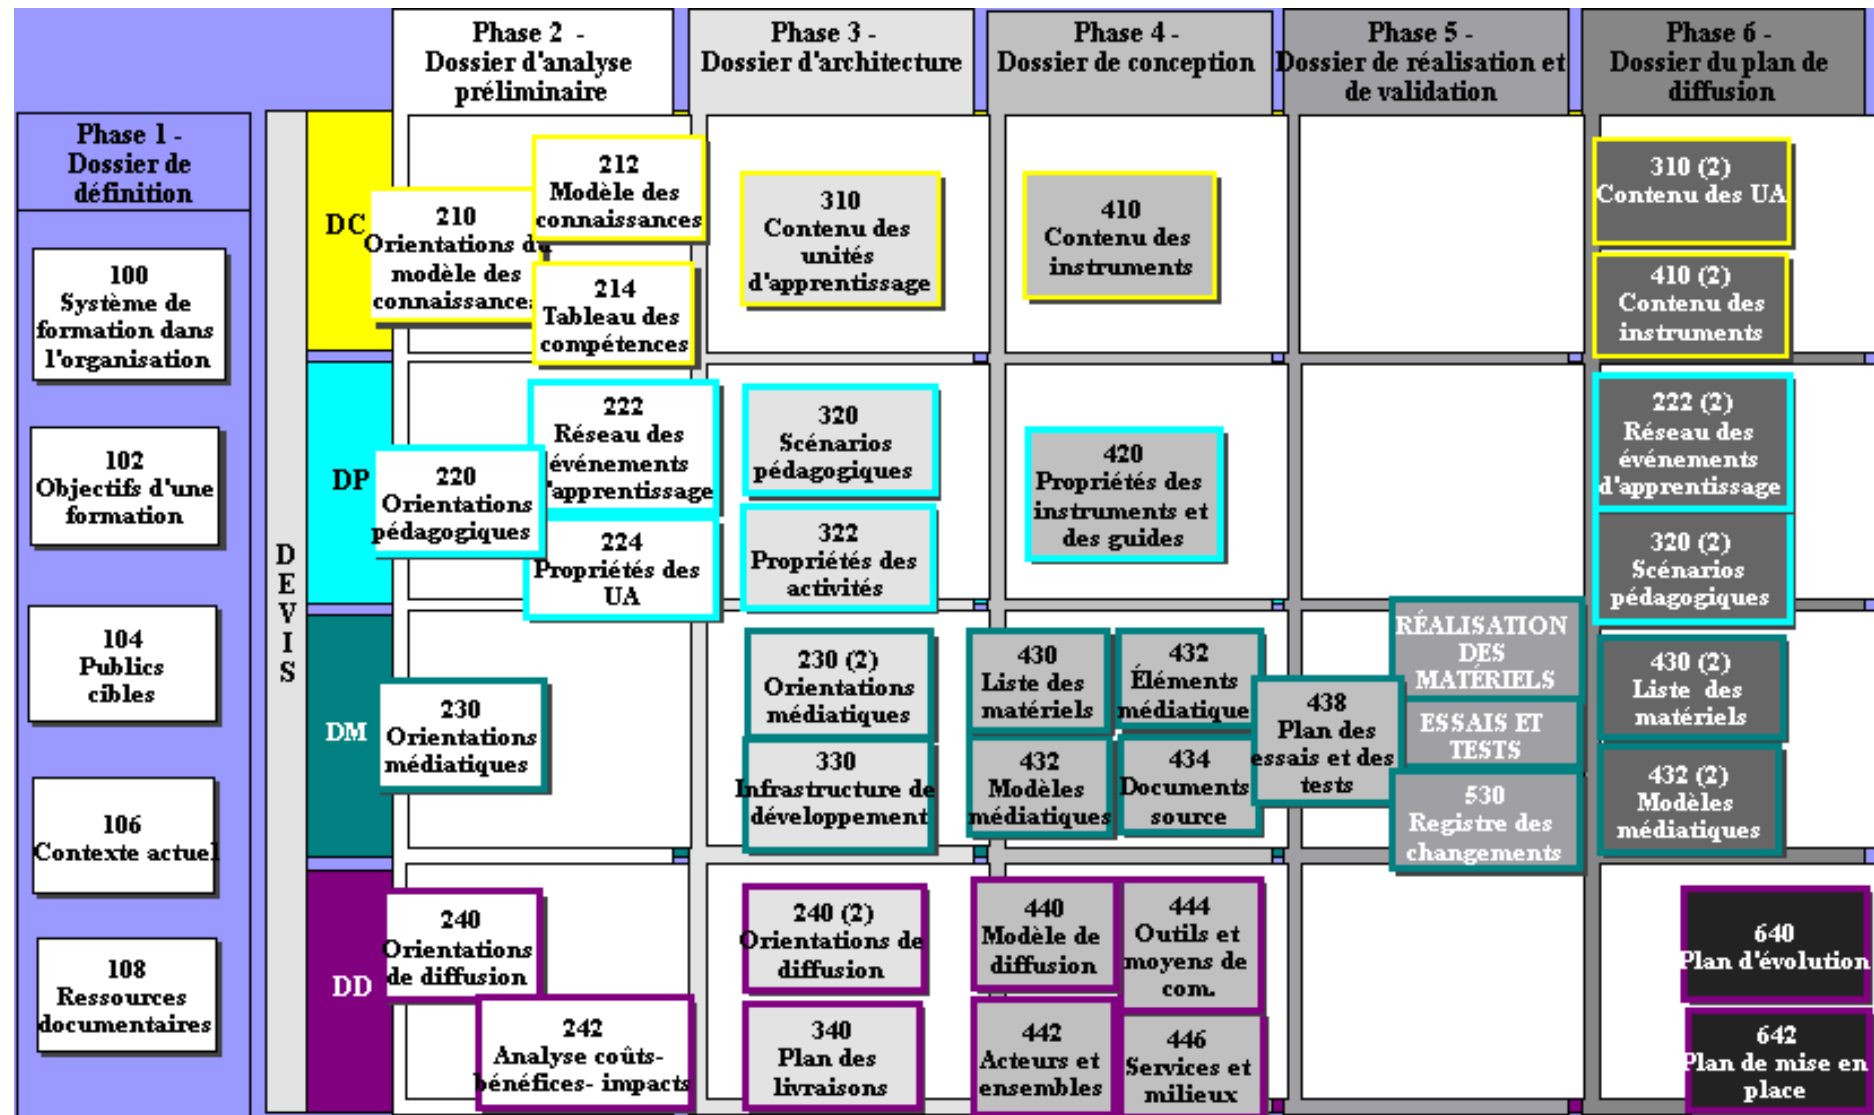 Phase 1 -
Dossier de
définition
100
Système de
formation dans
l'organisation
102
Objectifs d'une
formation
104
Publics
cibles
106
Contexte actuel
108
Ressources
documentaires
DEVIS
Phase 2 -
Dossier d'analyse
préliminaire
Phase 3 -
Dossier d'architecture
Phase 4 -
Dossier de conception
Phase 5 -
Dossier de réalisation et
de validation
Phase 6 -
Dossier du plan de
diffusion
DC
210
Orientations du
modèle des
connaissances
212
Modèle des
connaissances
214
Tableau des
compétences
310
Contenu des
unités
d'apprentissage
410
Contenu des
instruments
310 (2)
Contenu des UA
410 (2)
Contenu des
instruments
DP
220
Orientations
pédagogiques
222
Réseau des
événements
'apprentissage
224
Propriétés des
UA
320
Scénarios
pédagogiques
322
Propriétés des
activités
420
Propriétés des
instruments et
des guides
222 (2)
Réseau des
événements
d'apprentissage
320 (2)
Scénarios
pédagogiques
DM
230
Orientations
médiatiques
230 (2)
Orientations
médiatiques
330
Infrastructure de
développement
430
Liste des
matériels
432
Éléments
médiatique
432
Modèles
médiatiques
434
Documents
source
438
Plan des
essais et des
tests
RÉALISATION
DES
MATÉRIELS
ESSAIS ET
TESTS
530
Registre des
changements
430 (2)
Liste des
matériels
432 (2)
Modèles
médiatiques
DD
240
Orientations
de diffusion
242
Analyse coûts-
bénéfices- impacts
240 (2)
Orientations de
diffusion
340
Plan des
livraisons
440
Modèle de
diffusion
444
Outils et
moyens de
com.
442
Acteurs et
ensembles
446
Services et
milieux
640
Plan d'évolution
642
Plan de mise en
place